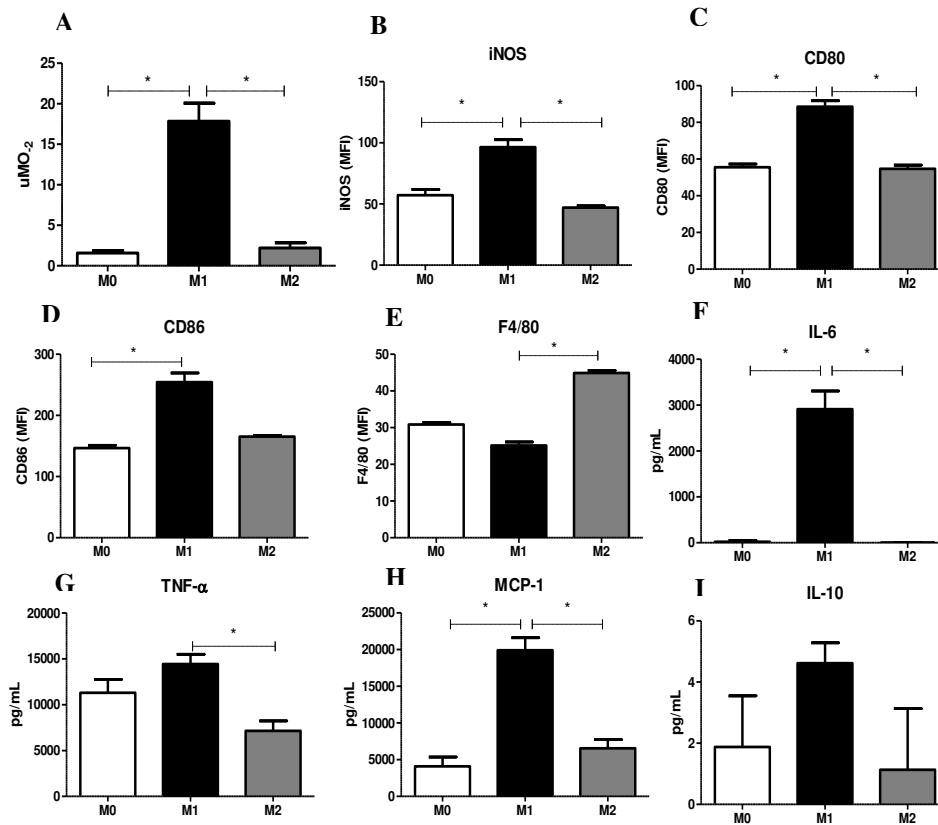 A
uMO-2
25
20
15
10
5
0
* *
M0 M1 M2
B
iNOS
iNOS (MFI)
150
100
50
0
* *
M0 M1 M2
C
CD80
CD80 (MFI)
100
80
60
40
20
0
* *
M0 M1 M2
D
CD86
CD86 (MFI)
300
200
100
0
*
M0 M1 M2
E
F4/80
F4/80 (MFI)
50
40
30
20
10
0
*
M0 M1 M2
F
IL-6
pg/mL
4000
3000
2000
1000
0
* *
M0 M1 M2
G
TNF-α
pg/mL
20000
15000
10000
5000
0
*
M0 M1 M2
H
MCP-1
pg/mL
25000
20000
15000
10000
5000
0
* *
M0 M1 M2
I
IL-10
pg/mL
6
4
2
0
M0 M1 M2